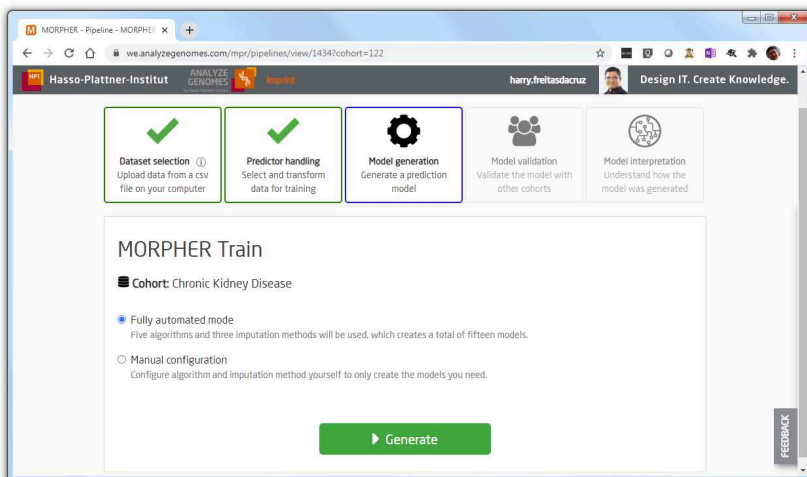 MORPHER - Pipeline - MORPHER
we.analyzegenomes.com/mpr/pipelines/view/1434?cohort=122
HPI Hasso-Plattner-Institut
ANALYZE
GENOMES
Imprint
harry.freitasdacruz
Design IT. Create Knowledge.
Dataset selection
Upload data from a csv
file on your computer
Predictor handling
Select and transform
data for training
Model generation
Generate a prediction
model
Model validation
Validate the model with
other cohorts
Model interpretation
Understand how the
model was generated
MORPHER Train
Cohort: Chronic Kidney Disease
Fully automated mode
Five algorithms and three imputation methods will be used, which creates a total of fifteen models.
Manual configuration
Configure algorithm and imputation method yourself to only create the models you need.
Generate
FEEDBACK